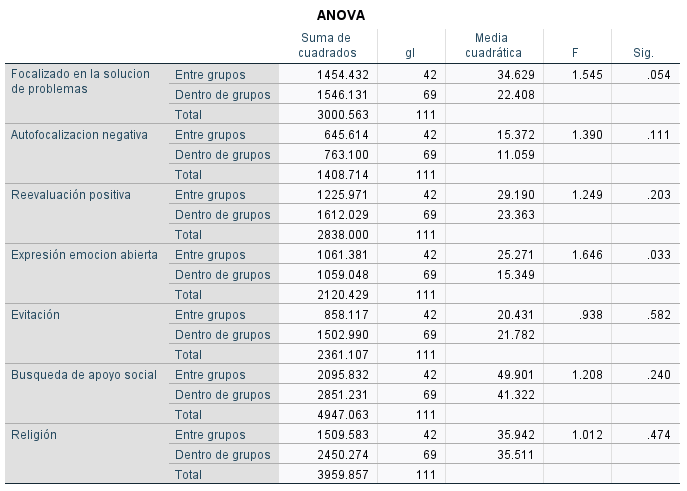 ANOVA
Suma de cuadrados gl Media cuadrática F Sig.
Focalizado en la solucion de problemas Entre grupos 1454.432 42 34.629 1.545 .054
Dentro de grupos 1546.131 69 22.408
Total 3000.563 111
Autofocalizacion negativa Entre grupos 645.614 42 15.372 1.390 .111
Dentro de grupos 763.100 69 11.059
Total 1408.714 111
Reevaluación positiva Entre grupos 1225.971 42 29.190 1.249 .203
Dentro de grupos 1612.029 69 23.363
Total 2838.000 111
Expresión emocion abierta Entre grupos 1061.381 42 25.271 1.646 .033
Dentro de grupos 1059.048 69 15.349
Total 2120.429 111
Evitación Entre grupos 858.117 42 20.431 .938 .582
Dentro de grupos 1502.990 69 21.782
Total 2361.107 111
Busqueda de apoyo social Entre grupos 2095.832 42 49.901 1.208 .240
Dentro de grupos 2851.231 69 41.322
Total 4947.063 111
Religión Entre grupos 1509.583 42 35.942 1.012 .474
Dentro de grupos 2450.274 69 35.511
Total 3959.857 111